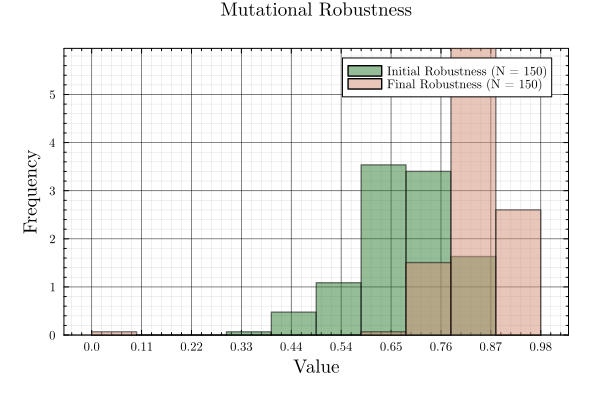 Mutational Robustness
Initial Robustness (N = 150)
Final Robustness (N = 150)
Frequency
5
4
3
2
1
0
0.0 0.11 0.22 0.33 0.44 0.54 0.65 0.76 0.87 0.98
Value